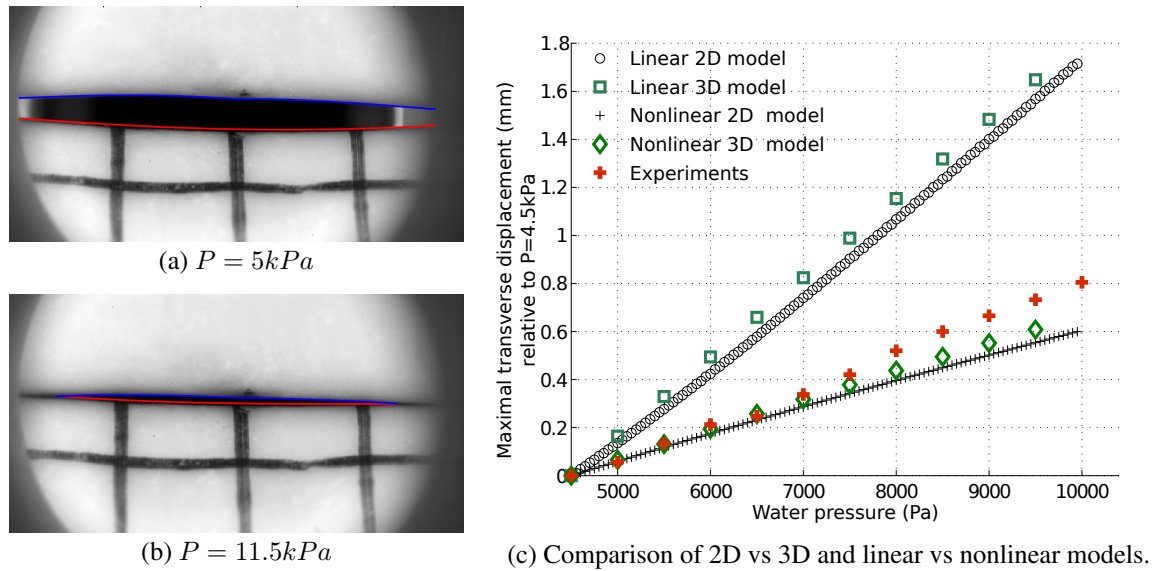 (a) P = 5kPa
(b) P = 11.5kPa
1.8
1.6
1.4
1.2
1
0.8
0.6
0.4
0.2
0
Maximal transverse displacement (mm)
relative to P=4.5kPa
Linear 2D model
Linear 3D model
Nonlinear 2D model
Nonlinear 3D model
Experiments
5000 6000 7000 8000 9000 10000
Water pressure (Pa)
(c) Comparison of 2D vs 3D and linear vs nonlinear models.